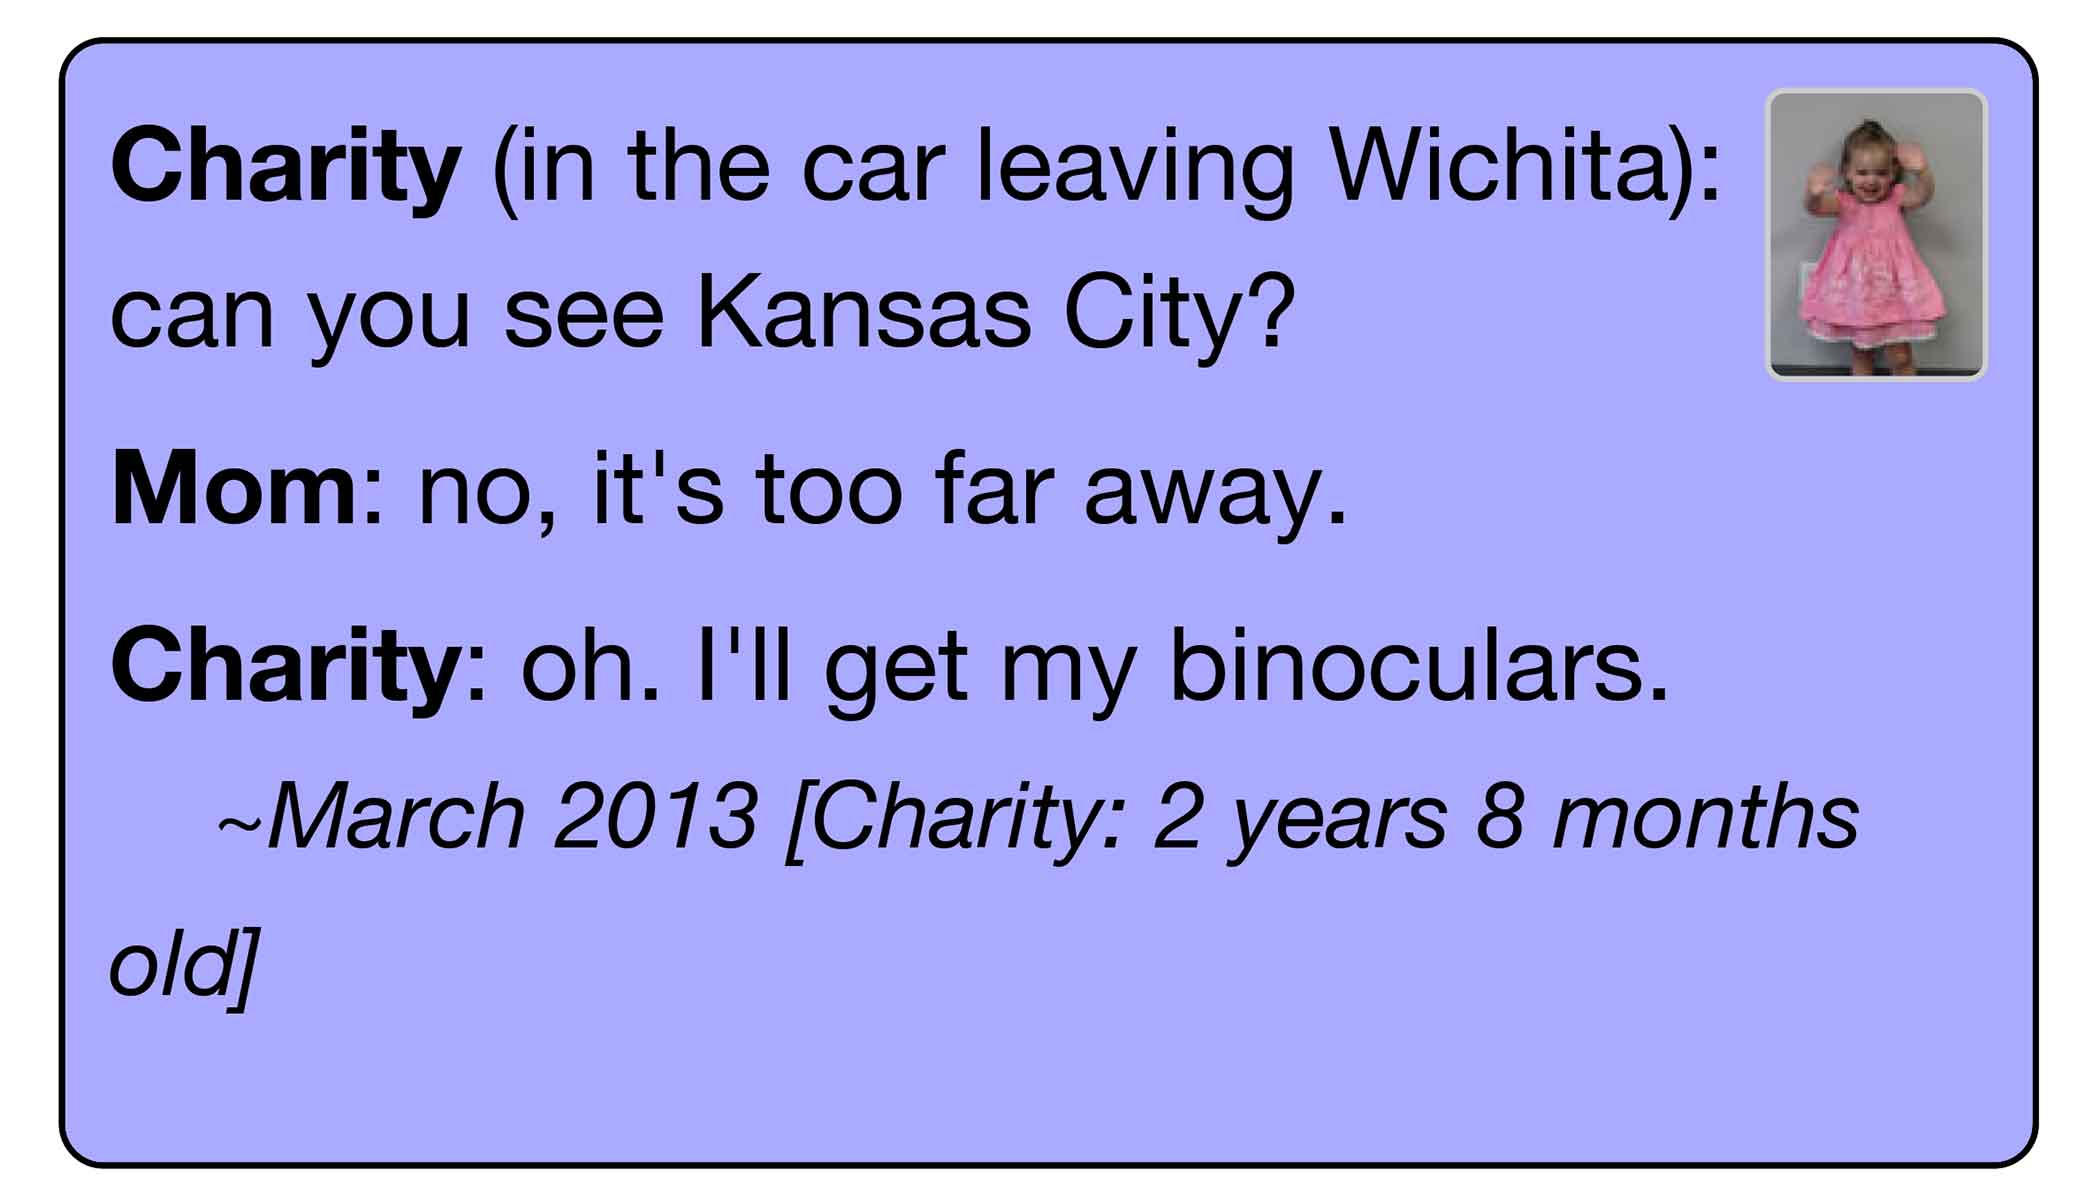 Charity (in the car leaving Wichita):
can you see Kansas City?
Mom: no, it's too far away.
Charity: oh. I'll get my binoculars.
~March 2013 [Charity: 2 years 8 months
old]